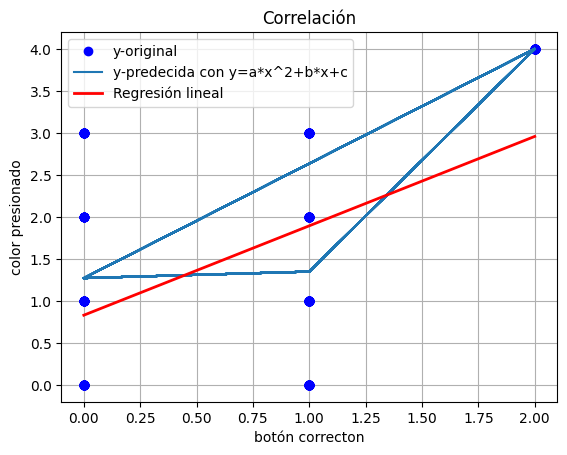 Correlación
y-original
y-predecida con y=a*x^2+b*x+c
Regresión lineal
color presionado
4.0
3.5
3.0
2.5
2.0
1.5
1.0
0.5
0.0
0.00 0.25 0.50 0.75 1.00 1.25 1.50 1.75 2.00
botón correcton